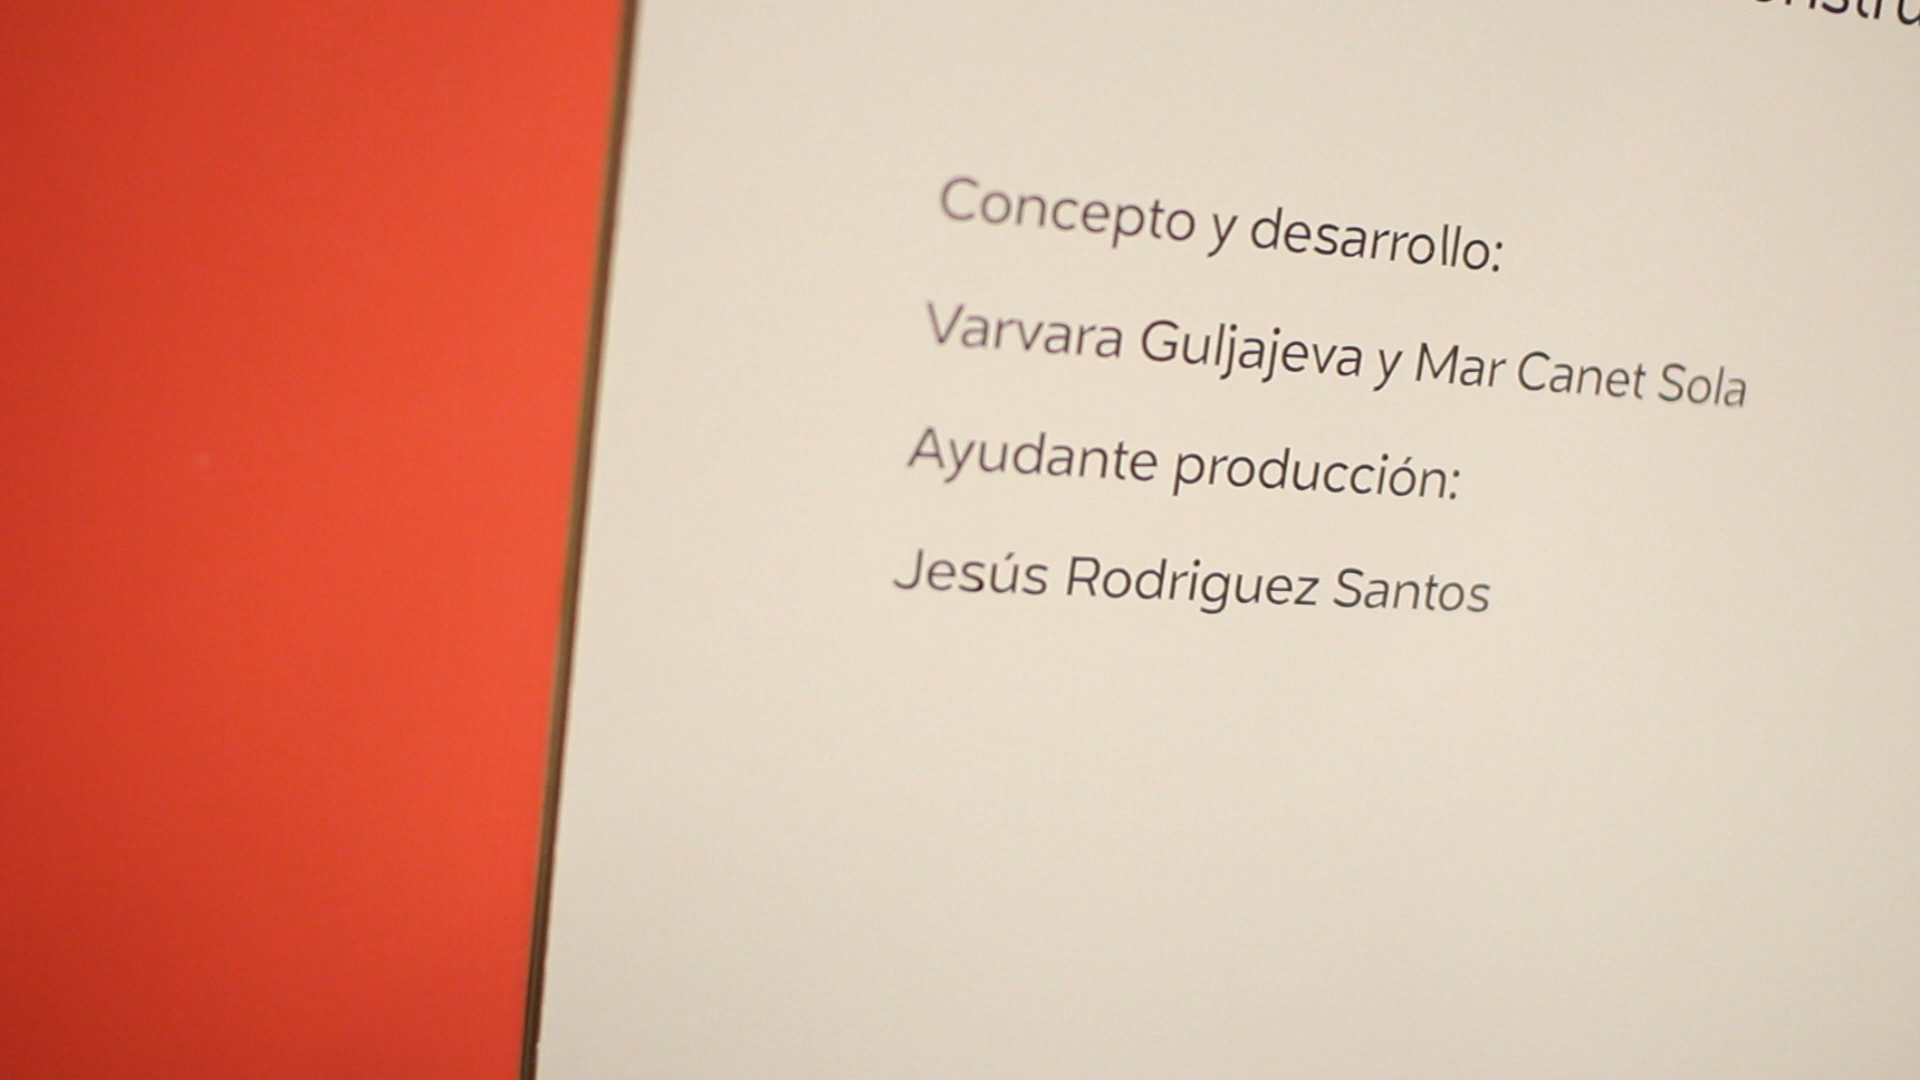 Concepto y desarrollo:
Varvara Guljajeva y Mar Canet Sola
Ayudante producción:
Jesús Rodriguez Santos